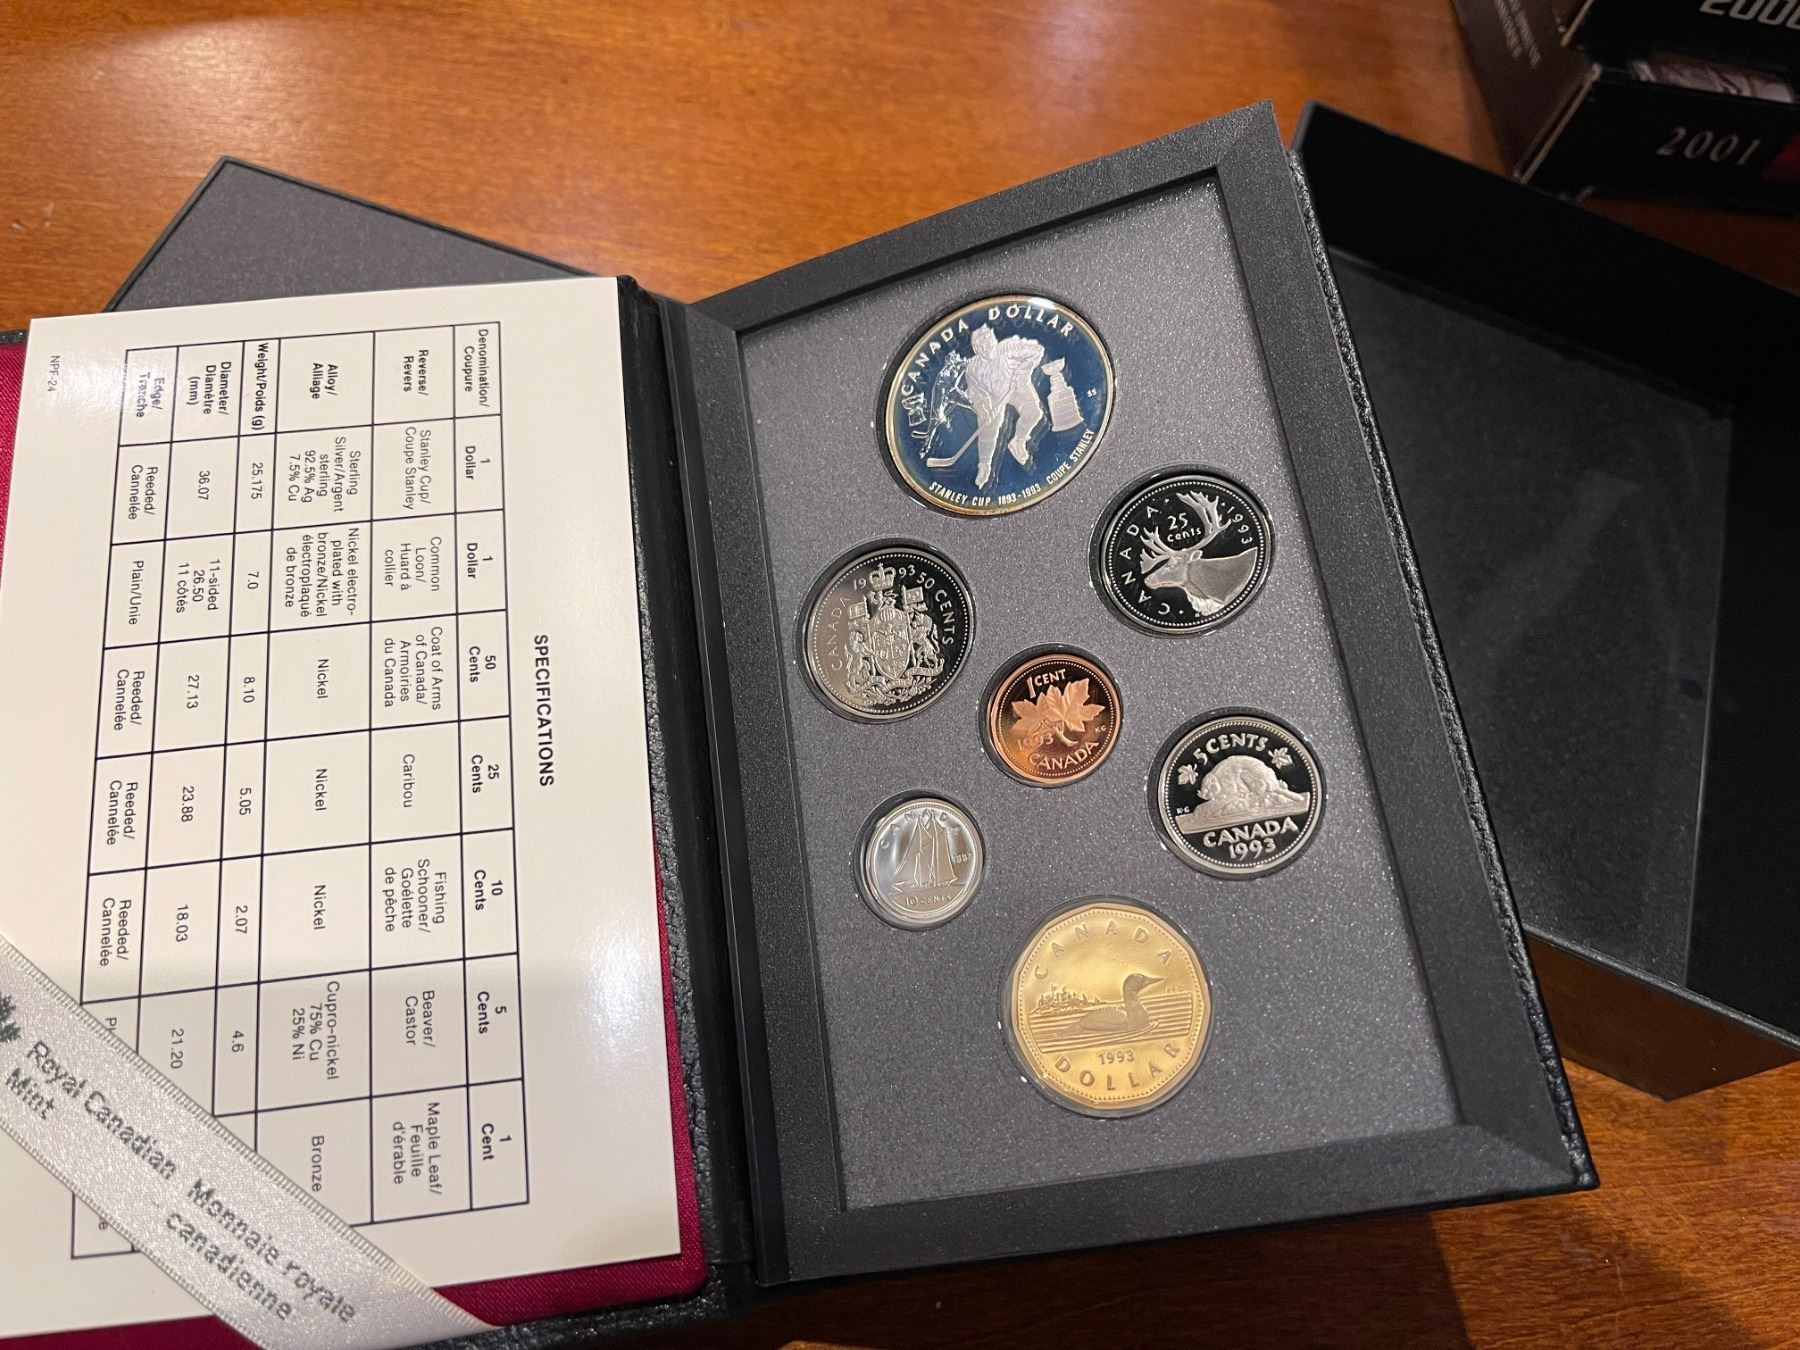 SPECIFICATIONS
Denomination/
Coupure
1
Dollar
1
Dollar
50
Cents
25
Cents
10
Cents
5
Cents
1
Cent
Reverse/
Revers
Stanley Cup/
Coupe Stanley
Common
Loon/
Huard à
collier
Coat of Arms
of Canada/
Armoiries
du Canada
Caribou
Fishing
Schooner/
Goélette
de pêche
Beaver/
Castor
Maple Leaf/
Feuille
d'érable
Alloy/
Alliage
Sterling
Silver/Argent
sterling
92.5% Ag
7.5% Cu
Nickel electro-
plated with
bronze/Nickel
électroplaqué
de bronze
Nickel
Nickel
Nickel
Cupro-nickel
75% Cu
25% Ni
Bronze
Weight/Poids (g)
25.175
7.0
8.10
5.05
2.07
4.6
Diameter/
Diamètre
(mm)
36.07
11-sided
26.50
11 côtés
27.13
23.88
18.03
21.20
Edge/
Tranche
Reeded/
Cannelée
Plain/Unie
Reeded/
Cannelée
Reeded/
Cannelée
Reeded/
Cannelée
NPF-24
Royal Canadian Monnaie royale
Mint canadienne
CANADA DOLLAR
SS
STANLEY CUP 1893-1993 COUPE STANLEY
CANADA 1993
25
Cents
1993 50 CENTS
CANADA
1 CENT
1993
KG
CANADA
5 CENTS
KG
CANADA
1993
CANADA
10 CENTS
CANADA
1993
DOLLAR
2001